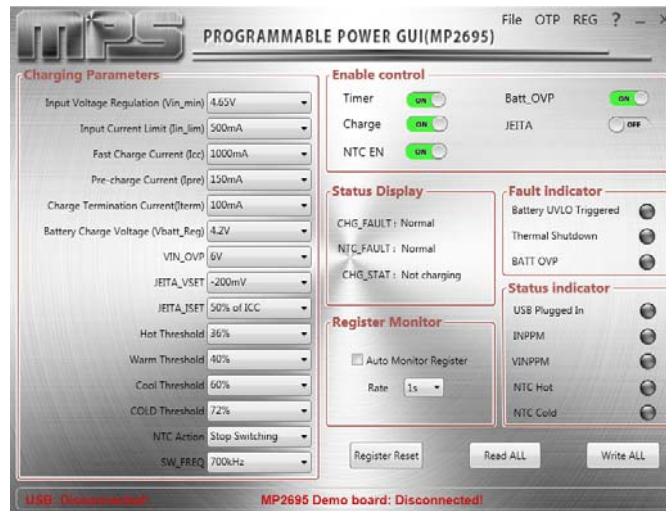 mps
PROGRAMMABLE POWER GUI(MP2695)
File OTP REG ? – ×
Charging Parameters
Input Voltage Regulation (Vin_min) 4.65V
Input Current Limit (Iin_lim) 500mA
Fast Charge Current (Icc) 1000mA
Pre-charge Current (Ipre) 150mA
Charge Termination Current(Iterm) 100mA
Battery Charge Voltage (Vbatt_Reg) 4.2V
VIN_OVP 6V
JEITA_VSET -200mV
JEITA_ISET 50% of ICC
Hot Threshold 36%
Warm Threshold 40%
Cool Threshold 60%
COLD Threshold 72%
NTC Action Stop Switching
SW_FREQ 700kHz
Enable control
Timer ON Batt_OVP ON
Charge ON JEITA OFF
NTC EN ON
Status Display
CHG_FAULT : Normal
NTC_FAULT : Normal
CHG_STAT : Not charging
Fault indicator
Battery UVLO Triggered
Thermal Shutdown
BATT OVP
Status indicator
USB Plugged In
INPPM
VINPPM
NTC Hot
NTC Cold
Register Monitor
Auto Monitor Register
Rate 1s
Register Reset Read ALL Write ALL
USB: Disconnected! MP2695 Demo board: Disconnected!